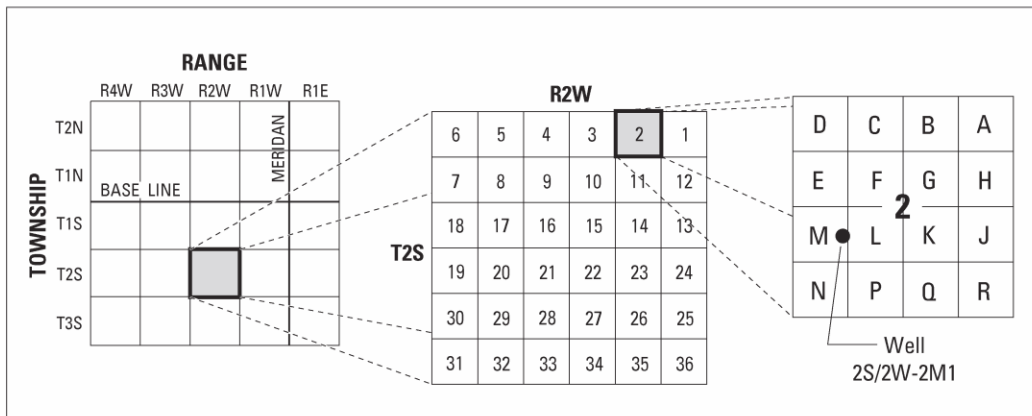 RANGE
R4W R3W R2W R1W R1E
TOWNSHIP
T2N
T1N
T1S
T2S
T3S
MERIDAN
BASE LINE
R2W
T2S
6 5 4 3 2 1
7 8 9 10 11 12
18 17 16 15 14 13
19 20 21 22 23 24
30 29 28 27 26 25
31 32 33 34 35 36
D C B A
E F G H
2
M L K J
N P Q R
Well
2S/2W-2M1